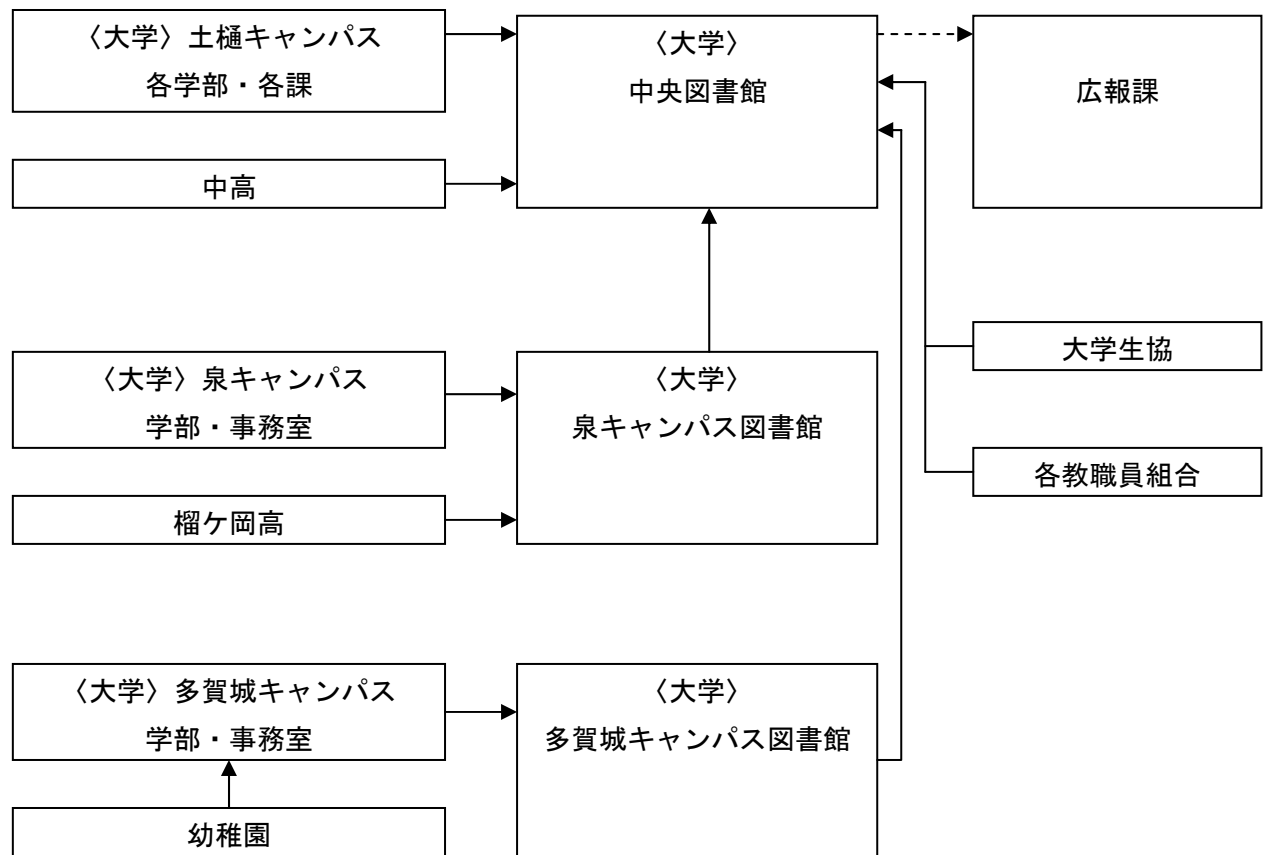 〈大学〉土樋キャンパス
各学部・各課
〈大学〉
中央図書館
広報課
中高
大学生協
〈大学〉泉キャンパス
学部・事務室
〈大学〉
泉キャンパス図書館
各教職員組合
榴ケ岡高
〈大学〉多賀城キャンパス
学部・事務室
〈大学〉
多賀城キャンパス図書館
幼稚園